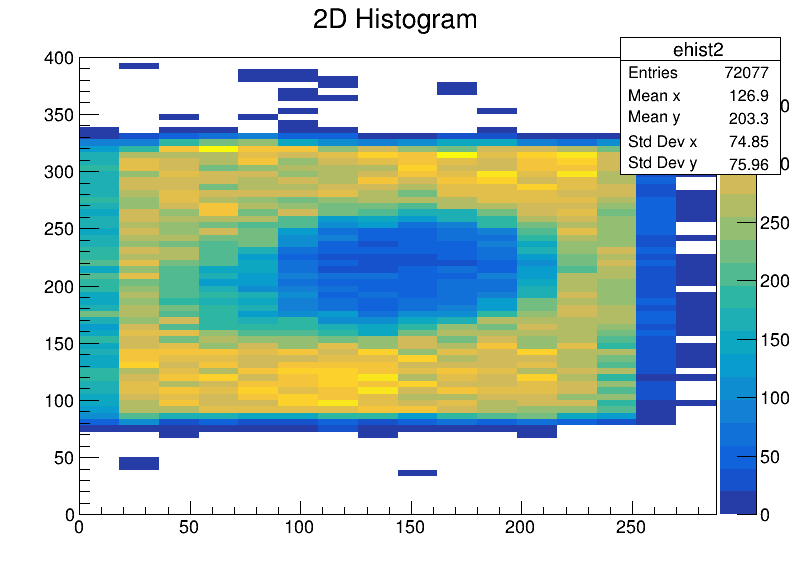 2D Histogram
ehist2
Entries 72077
Mean x 126.9
Mean y 203.3
Std Dev x 74.85
Std Dev y 75.96
400
350
300
250
200
150
100
50
0
0 50 100 150 200 250
0
0
250
200
150
100
50
0